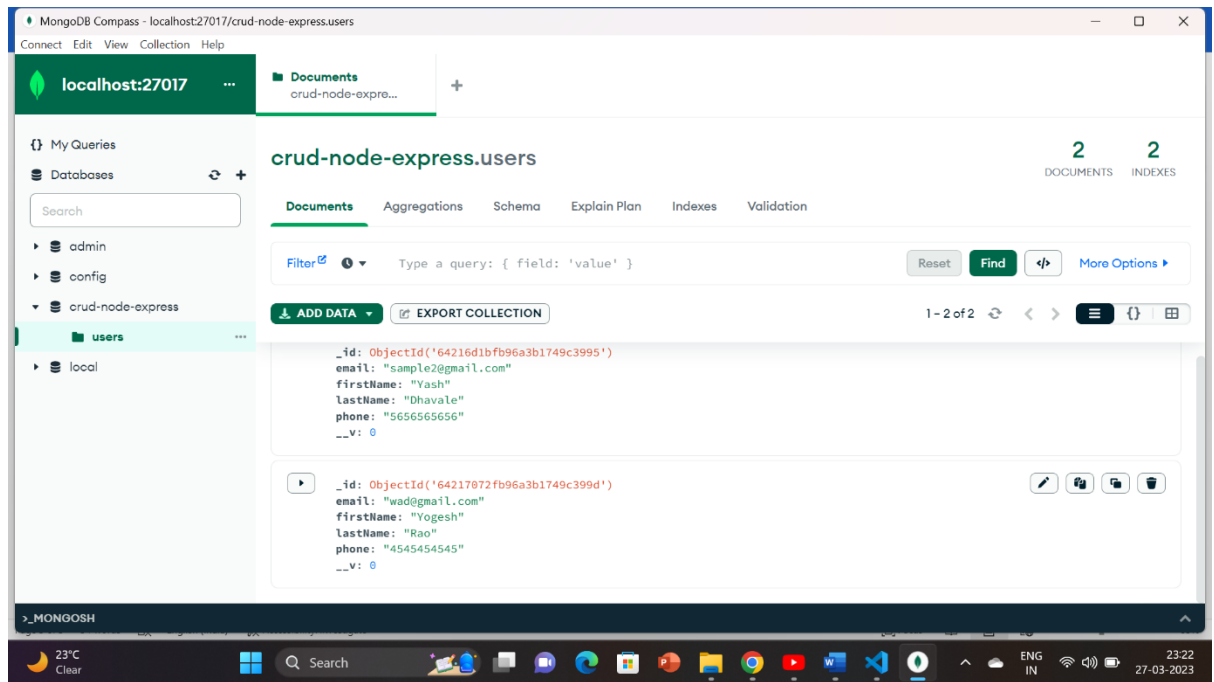 MongoDB Compass - localhost:27017/crud-node-express.users
Connect Edit View Collection Help
localhost:27017 ...
Documents
crud-node-expre...
{} My Queries
Databases
Search
admin
config
crud-node-express
users ...
local
crud-node-express.users
2 DOCUMENTS
2 INDEXES
Documents Aggregations Schema Explain Plan Indexes Validation
Filter Type a query: { field: 'value' } Reset Find </> More Options
ADD DATA EXPORT COLLECTION 1 – 2 of 2 {}
_id: ObjectId('64216d1bfb96a3b1749c3995')
email: "sample2@gmail.com"
firstName: "Yash"
lastName: "Dhavale"
phone: "5656565656"
__v: 0
_id: ObjectId('64217072fb96a3b1749c399d')
email: "wad@gmail.com"
firstName: "Yogesh"
lastName: "Rao"
phone: "4545454545"
__v: 0
>_MONGOSH
23°C
Clear
Search
ENG
IN
23:22
27-03-2023